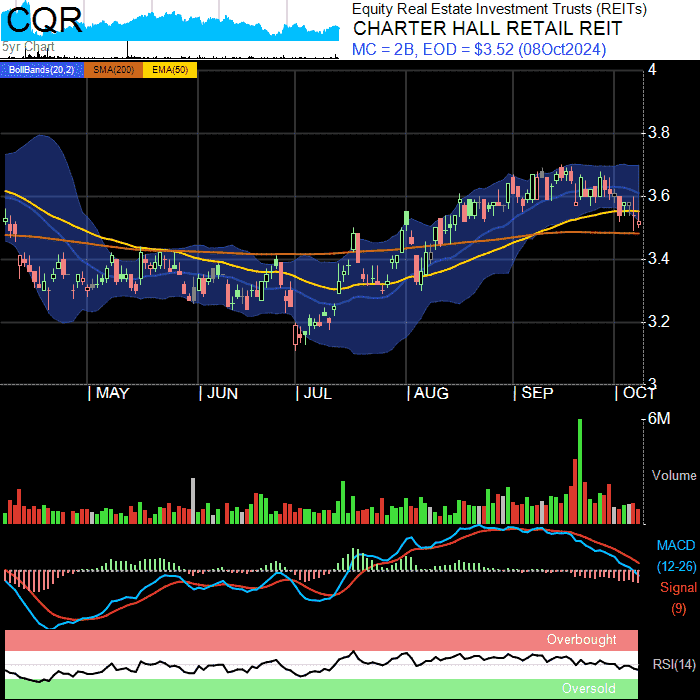 CQR
5yr Chart
Equity Real Estate Investment Trusts (REITs)
CHARTER HALL RETAIL REIT
MC = 2B, EOD = $3.52 (08Oct2024)
BollBands(20,2) SMA(200) EMA(50)
4
3.8
3.6
3.4
3.2
3
| MAY | JUN | JUL | AUG | SEP | OCT
6M
Volume
MACD
(12-26)
Signal
(9)
Overbought
RSI(14)
Oversold